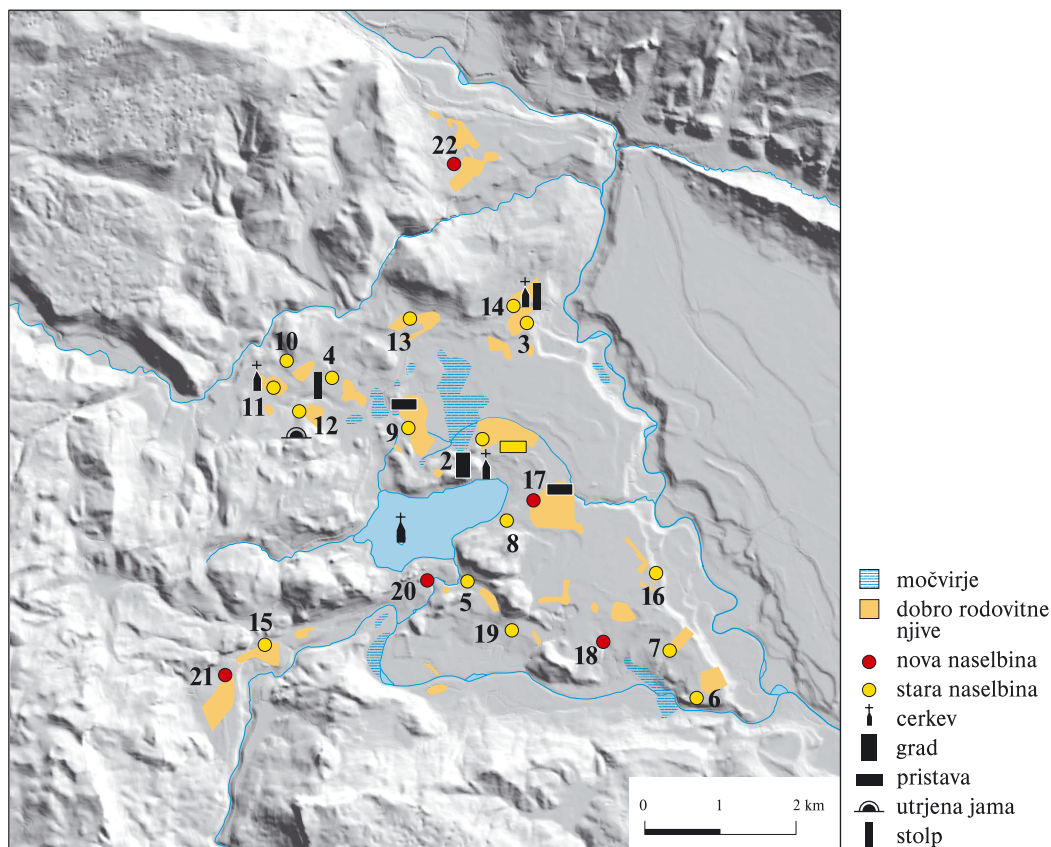 22
14
3
13
10
4
11
12
9
2
17
8
16
20
5
15
19
18
7
21
6
0 1 2 km
močvirje
dobro rodovitne
njive
nova naselbina
stara naselbina
cerkev
grad
pristava
utrjena jama
stolp